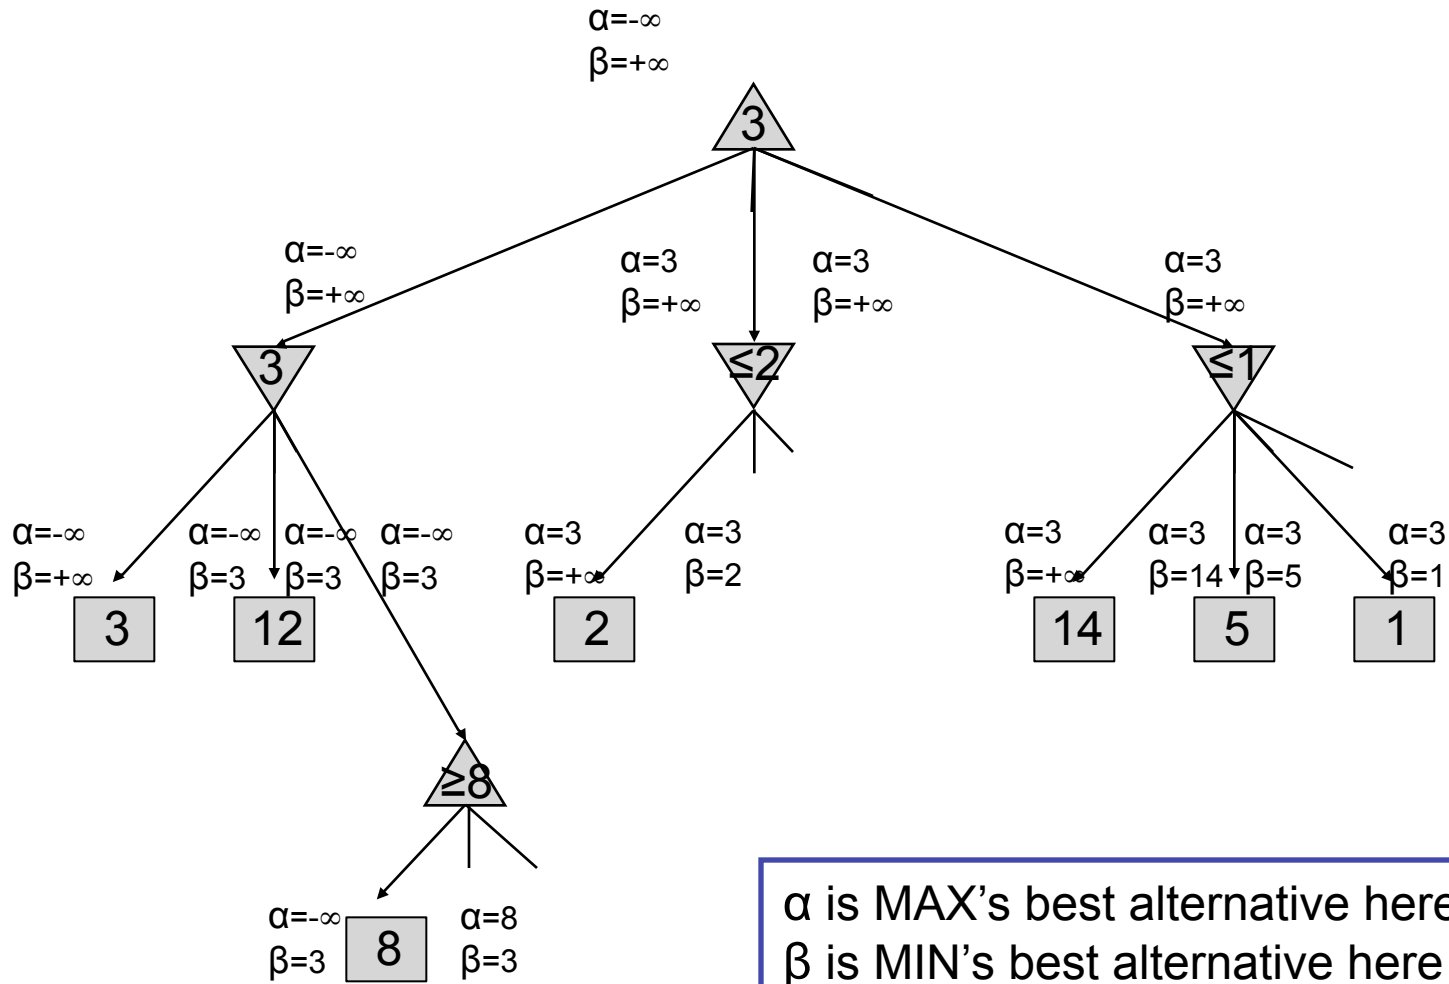 α=-∞
β=+∞
3
α=-∞
β=+∞
α=3
β=+∞
α=3
β=+∞
α=3
β=+∞
3
≤2
≤1
α=-∞
β=+∞
α=-∞
β=3
α=-∞
β=3
α=-∞
β=3
α=3
β=+∞
α=3
β=2
α=3
β=+∞
α=3
β=14
α=3
β=5
α=3
β=1
3
12
2
14
5
1
≥8
α=-∞
β=3
8
α=8
β=3
α is MAX’s best alternative here
β is MIN’s best alternative here